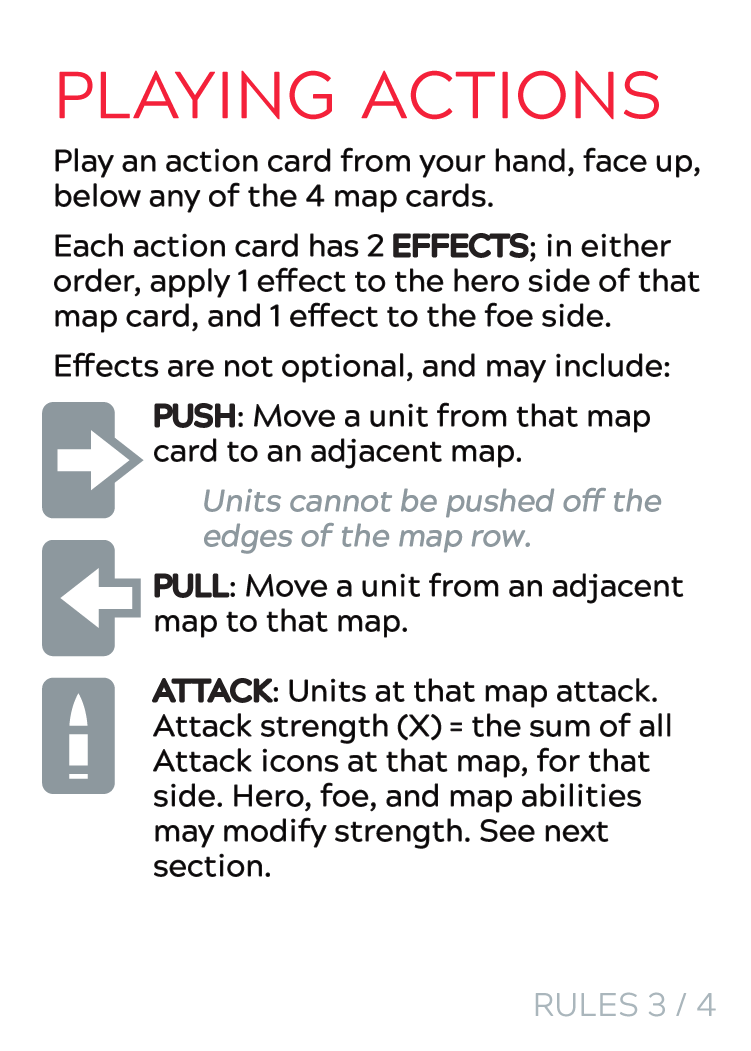 PLAYING ACTIONS
Play an action card from your hand, face up,
below any of the 4 map cards.
Each action card has 2 EFFECTS; in either
order, apply 1 effect to the hero side of that
map card, and 1 effect to the foe side.
Effects are not optional, and may include:
PUSH: Move a unit from that map
card to an adjacent map.
Units cannot be pushed off the
edges of the map row.
PULL: Move a unit from an adjacent
map to that map.
ATTACK: Units at that map attack.
Attack strength (X) = the sum of all
Attack icons at that map, for that
side. Hero, foe, and map abilities
may modify strength. See next
section.
RULES 3 / 4